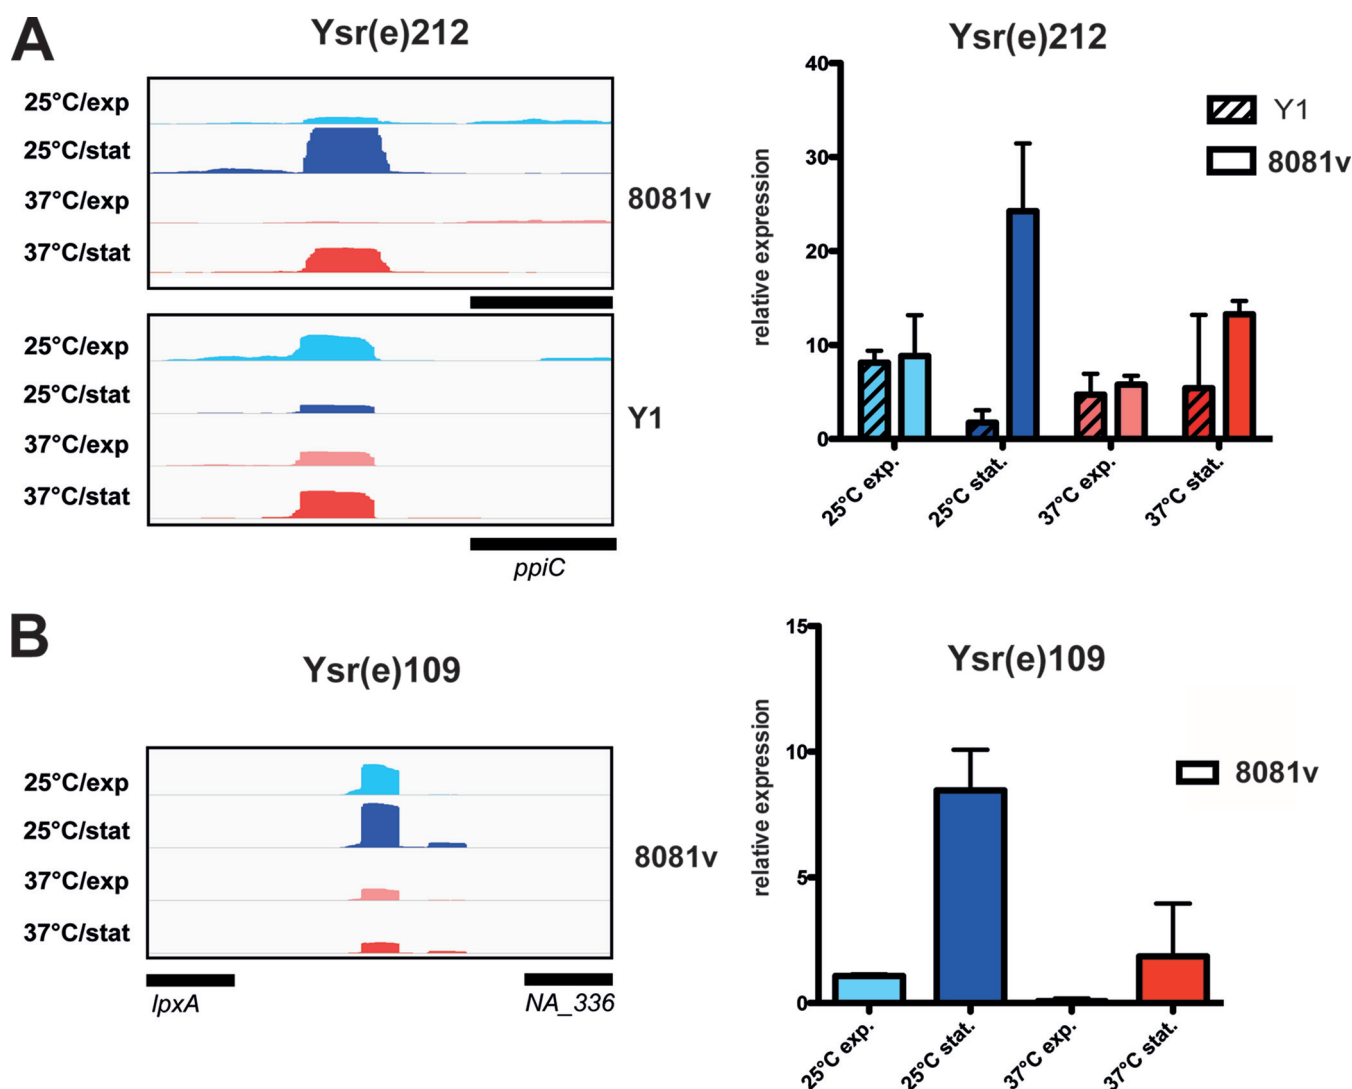 A
Ysr(e)212
25°C/exp
25°C/stat
37°C/exp
37°C/stat
8081v
25°C/exp
25°C/stat
37°C/exp
37°C/stat
Y1
ppiC
Ysr(e)212
relative expression
40
30
20
10
0
Y1
8081v
25°C exp.
25°C stat.
37°C exp.
37°C stat.
B
Ysr(e)109
25°C/exp
25°C/stat
37°C/exp
37°C/stat
8081v
lpxA
NA_336
Ysr(e)109
relative expression
15
10
5
0
8081v
25°C exp.
25°C stat.
37°C exp.
37°C stat.